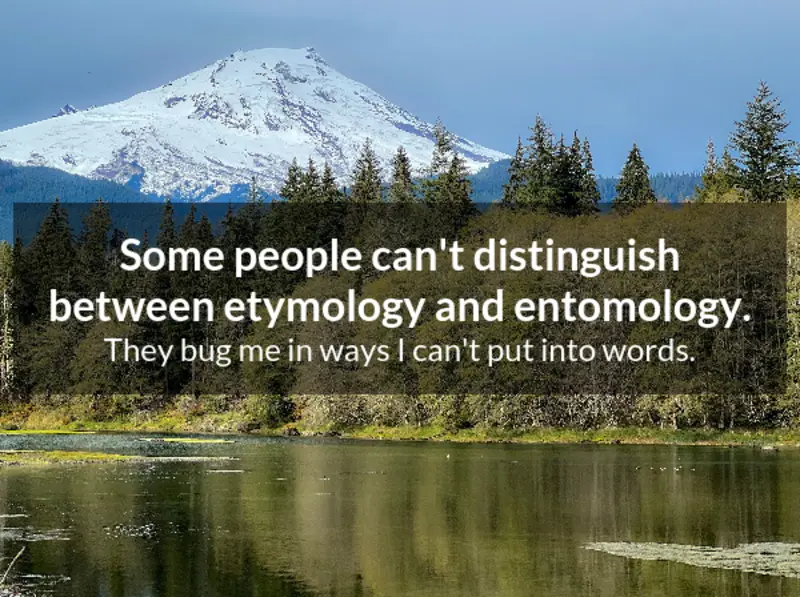 Some people can't distinguish
between etymology and entomology.
They bug me in ways I can't put into words.